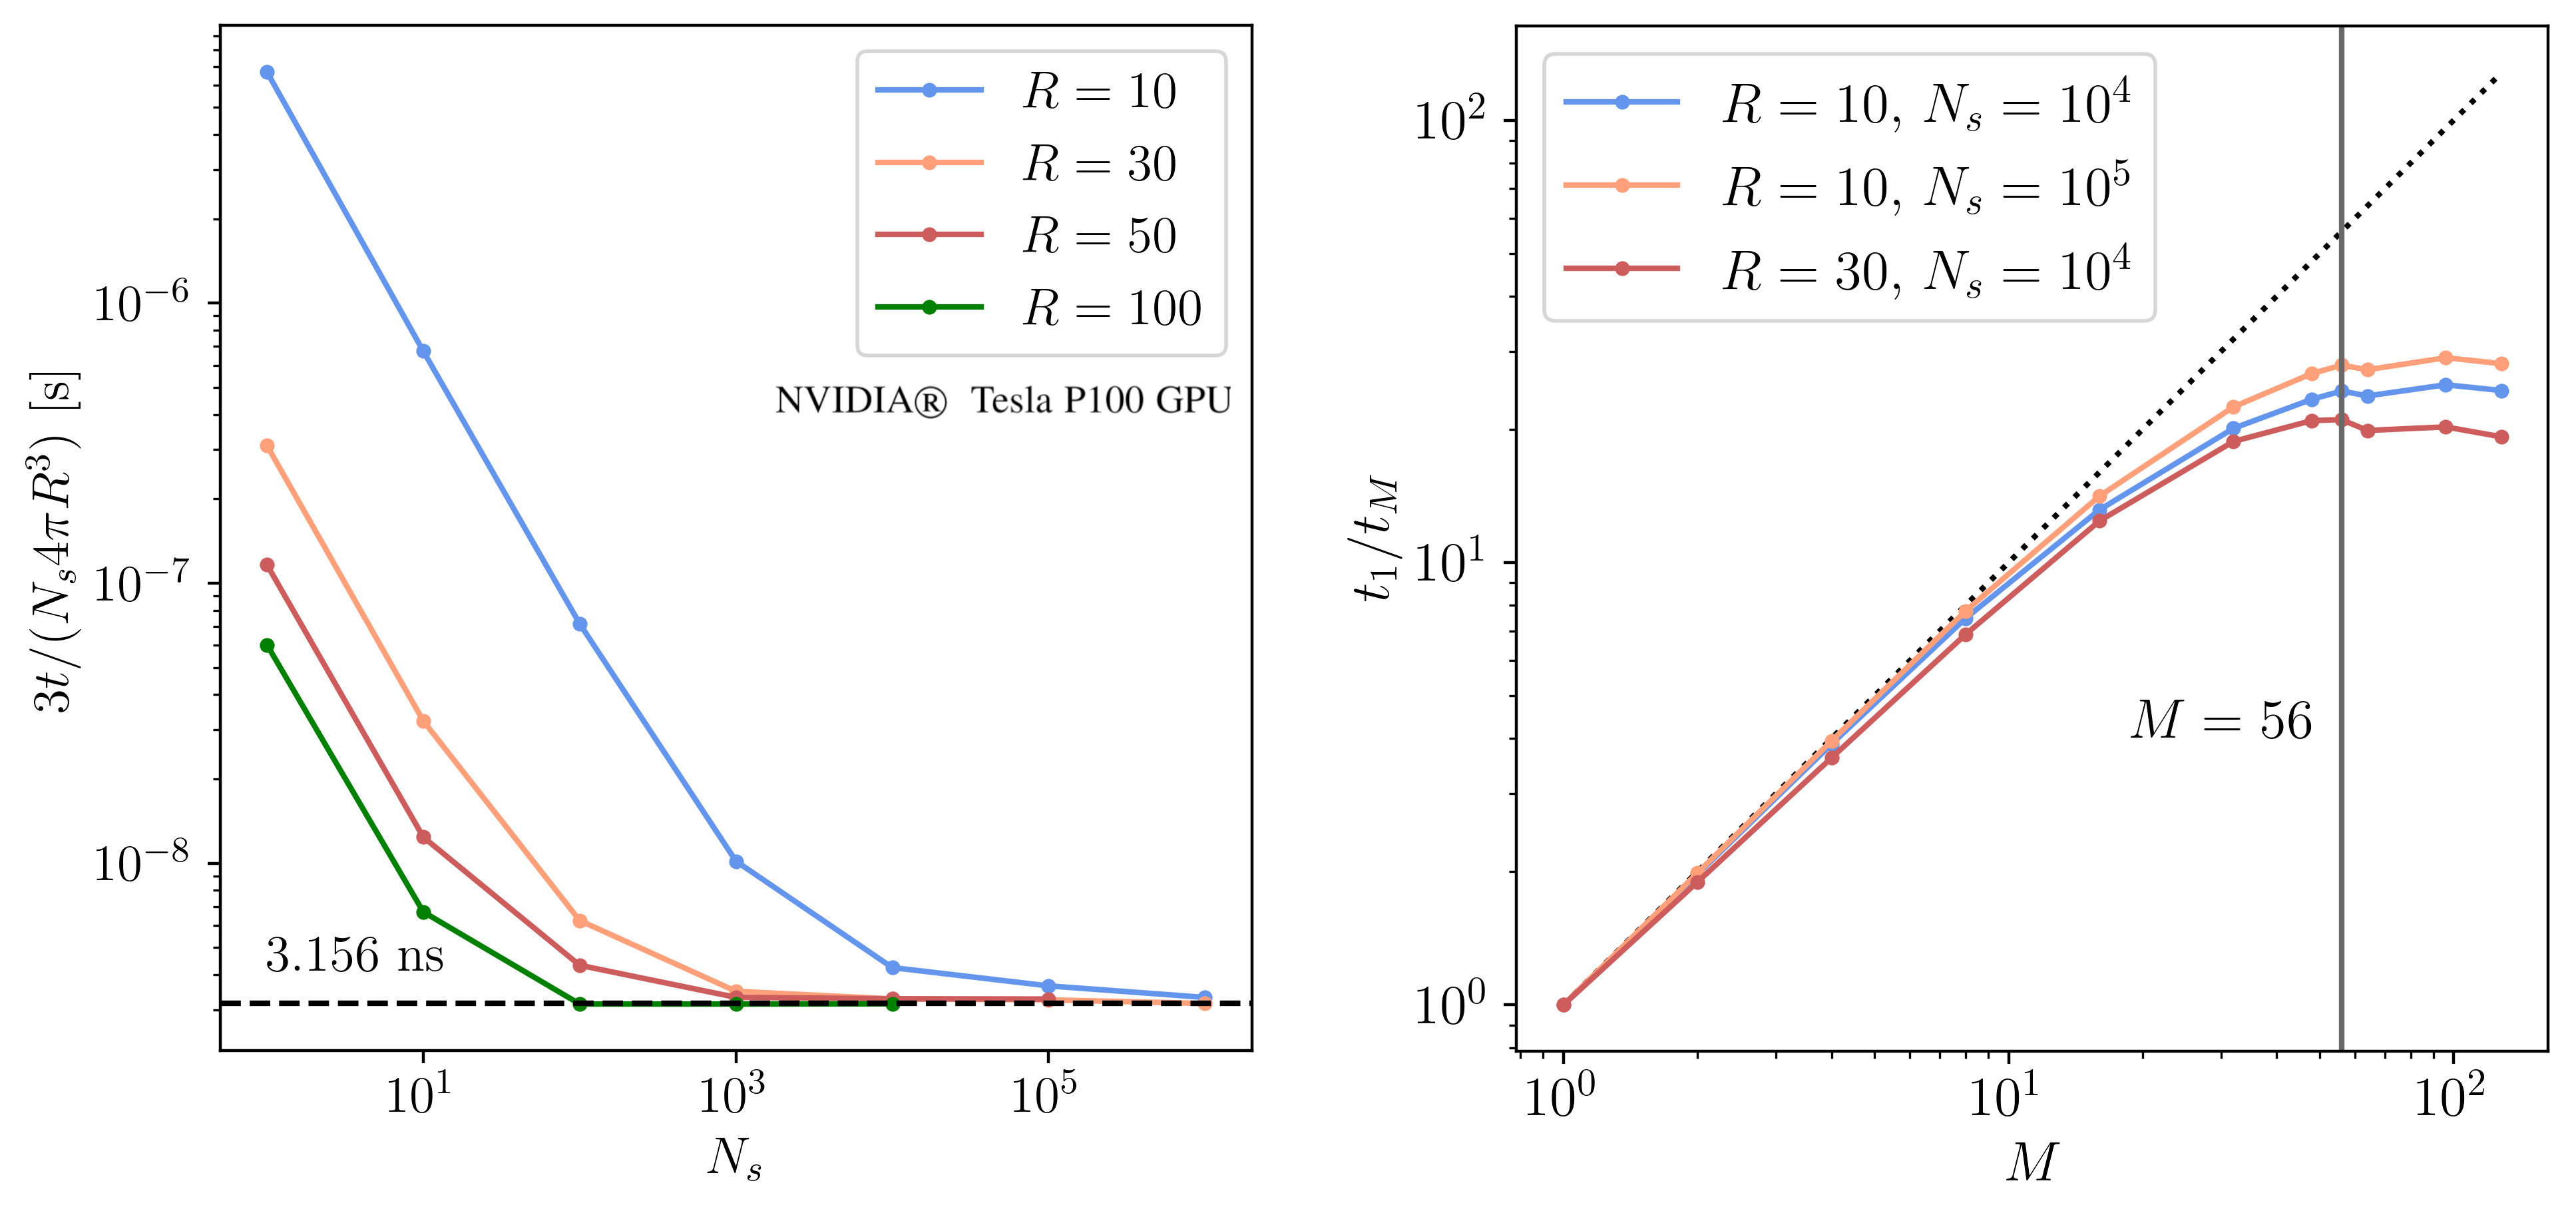 3t/(N_s4πR^3) [s]
10^-6
10^-7
10^-8
R = 10
R = 30
R = 50
R = 100
NVIDIA® Tesla P100 GPU
3.156 ns
10^1 10^3 10^5
N_s
t_1/t_M
10^2
10^1
10^0
R = 10, N_s = 10^4
R = 10, N_s = 10^5
R = 30, N_s = 10^4
M = 56
10^0 10^1 10^2
M